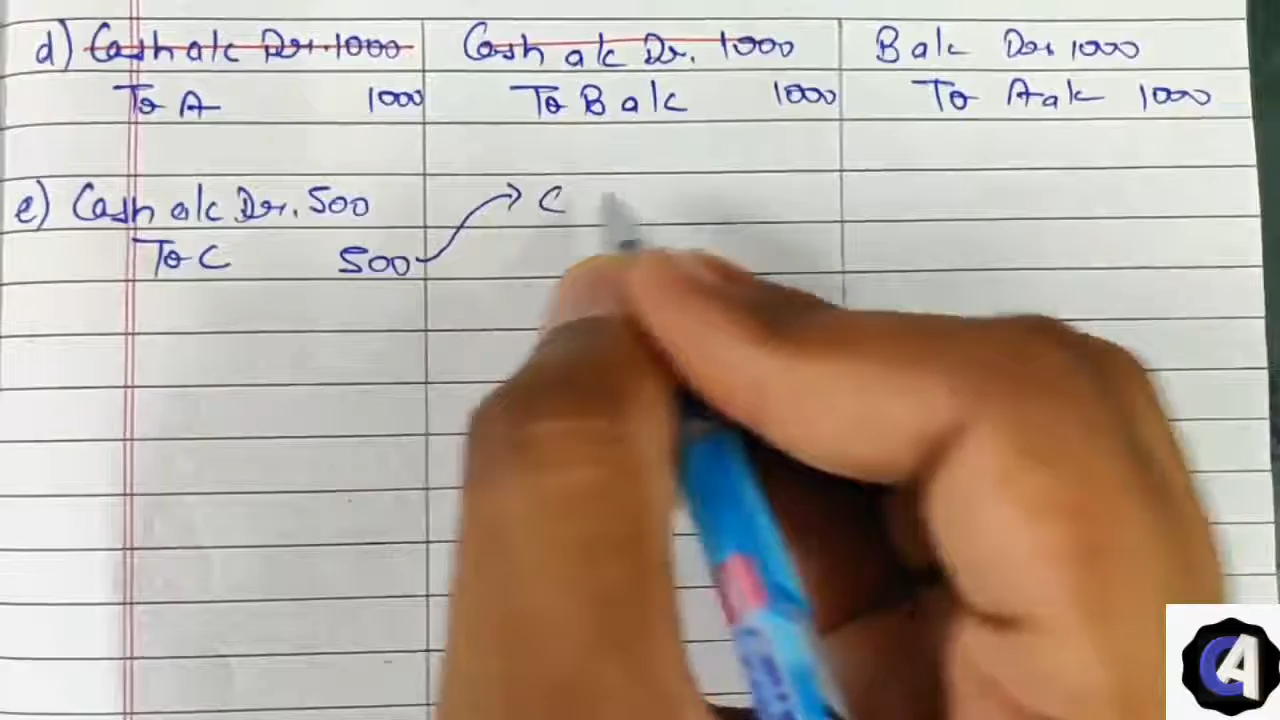 d) Cash a/c Dr. 1000 Cash a/c Dr. 1000 B a/c Dr. 1000
To A 1000 To B a/c 1000 To A a/c 1000
e) Cash a/c Dr. 500 → C
To C 500
CA